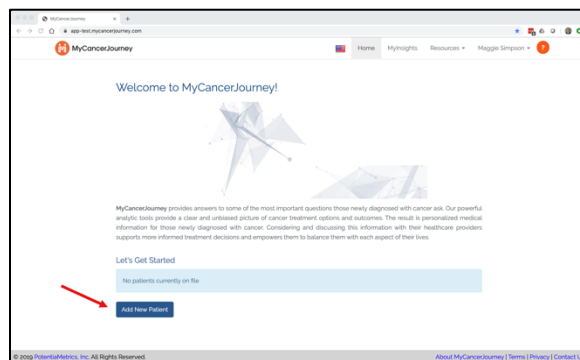 MyCancerJourney
app-test.mycancerjourney.com
MyCancerJourney Home MyInsights Resources Maggie Simpson ?
Welcome to MyCancerJourney!
MyCancerJourney provides answers to some of the most important questions those newly diagnosed with cancer ask. Our powerful
analytic tools provide a clear and unbiased picture of cancer treatment options and outcomes. The result is personalized medical
information for those newly diagnosed with cancer. Considering and discussing this information with their healthcare providers
supports more informed treatment decisions and empowers them to balance them with each aspect of their lives.
Let's Get Started
No patients currently on file
Add New Patient
© 2019 PotentiaMetrics, Inc. All Rights Reserved. About MyCancerJourney | Terms | Privacy | Contact